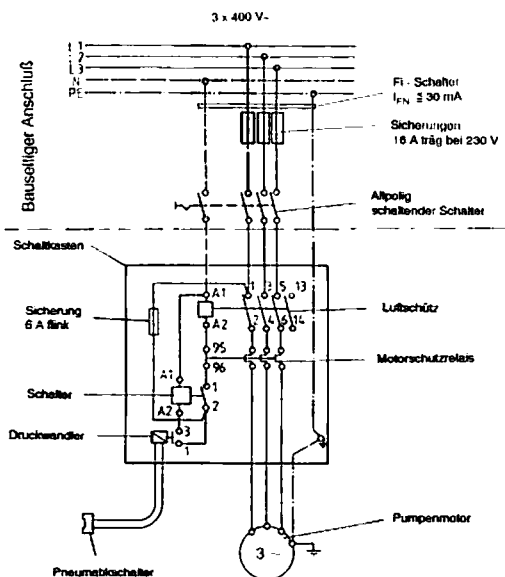 3 x 400 V~
L1
L2
L3
N
PE
Bauseitiger Anschluß
Fi - Schalter
I_FN ≦ 30 mA
Sicherungen
16 A träg bei 230 V
Allpolig
schaltender Schalter
Schaltkasten
A1
1
3
5
13
Sicherung
6 A flink
Luftschütz
A2
2
4
6
14
95
96
Motorschutzrelais
A1
1
Schalter
A2
2
Druckwandler
3
1
Pumpenmotor
3 ~
Pneumatikschalter